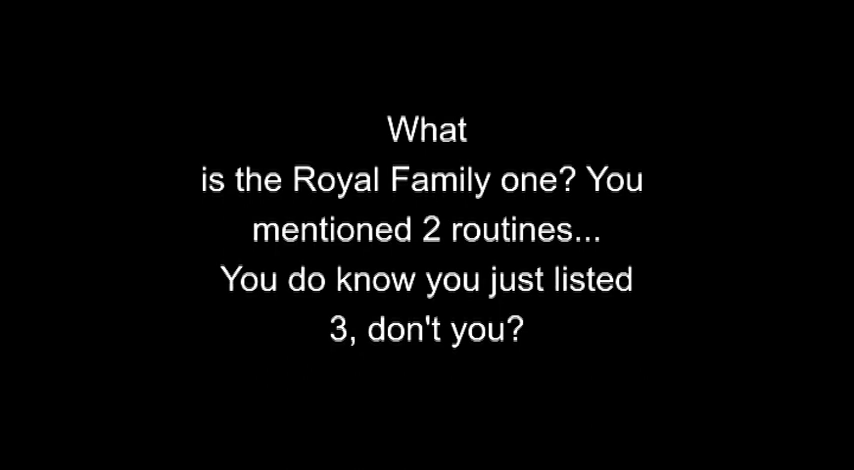 What
is the Royal Family one? You
mentioned 2 routines...
You do know you just listed
3, don't you?